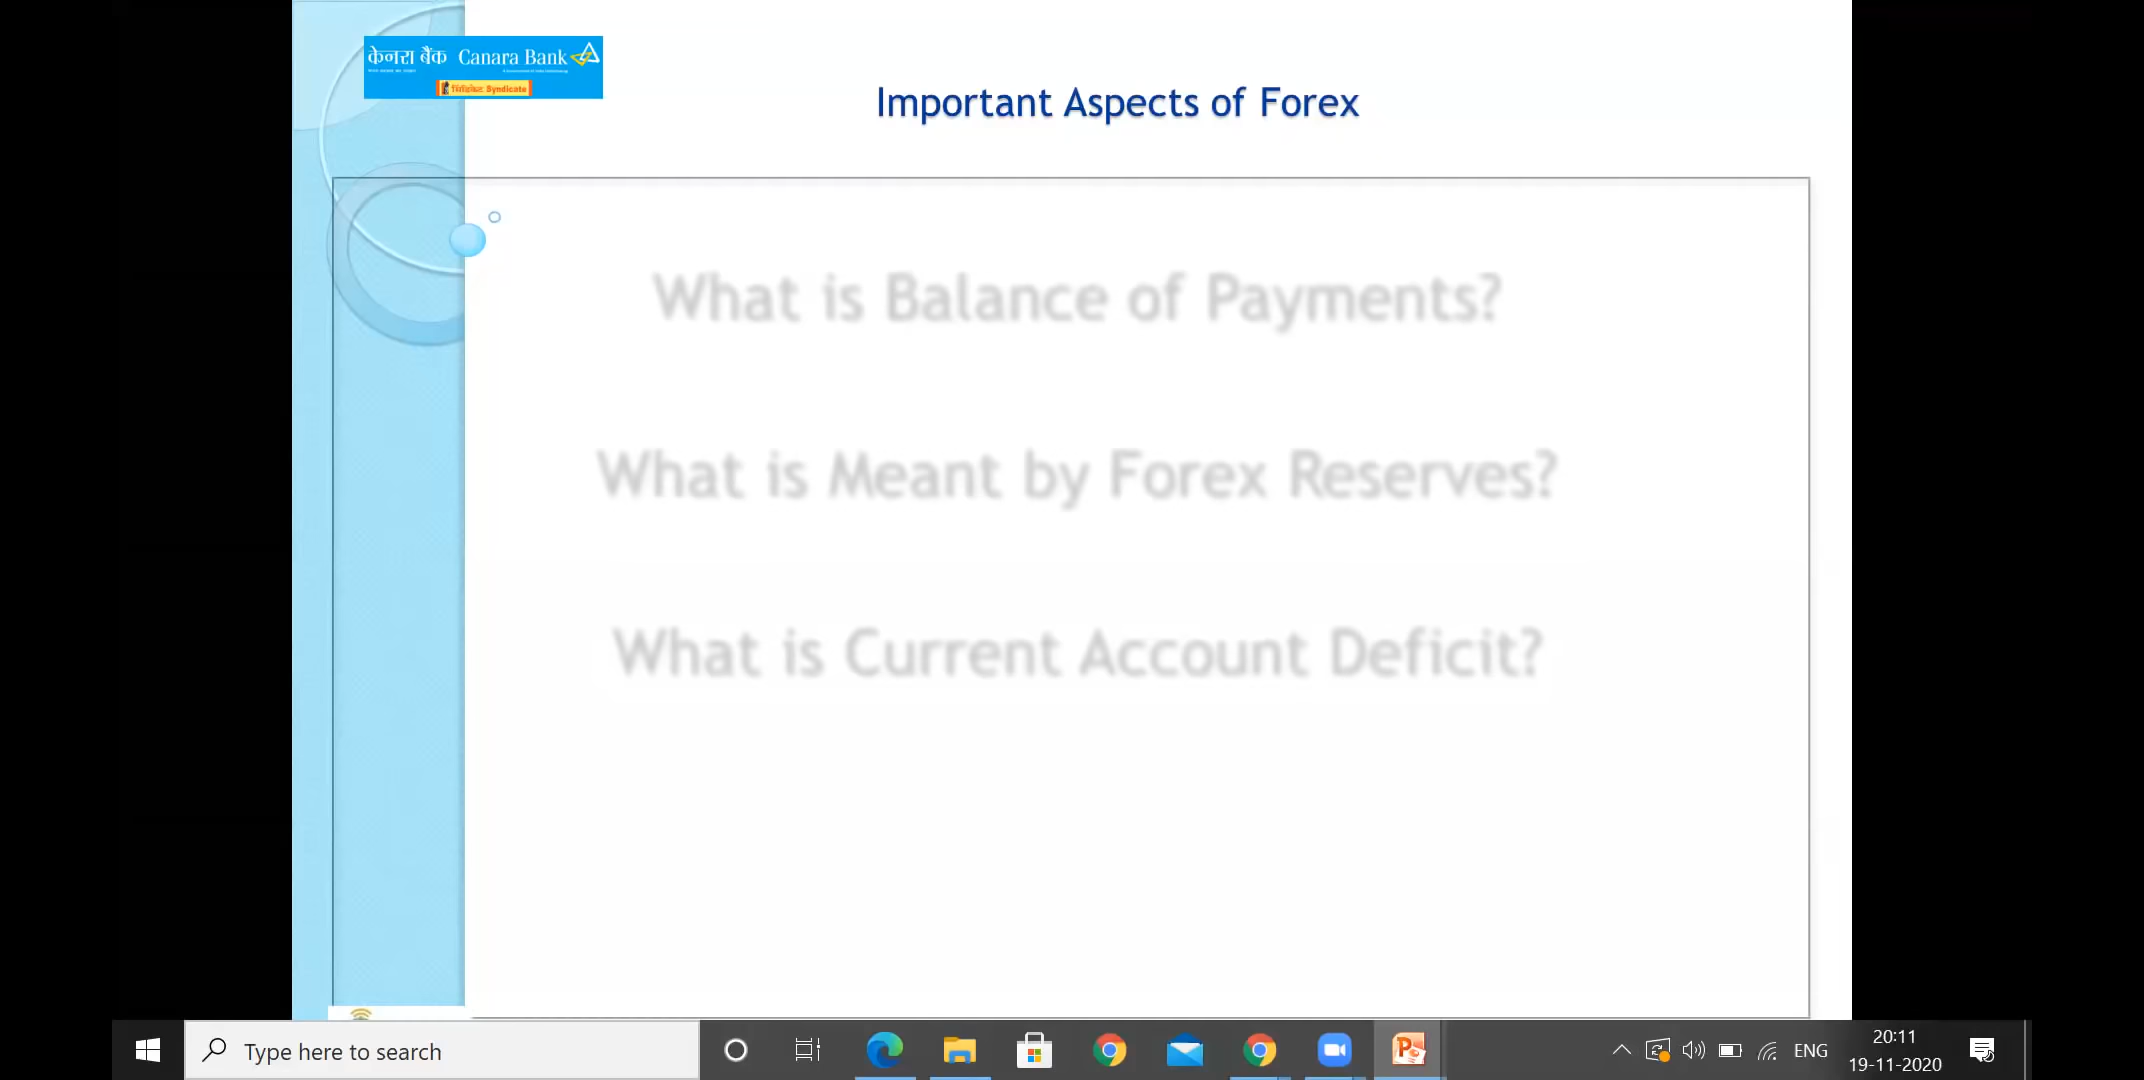 केनरा बैंक Canara Bank
सिंडिकेट Syndicate
Important Aspects of Forex
What is Balance of Payments?
What is Meant by Forex Reserves?
What is Current Account Deficit?
Type here to search
ENG
20:11
19-11-2020